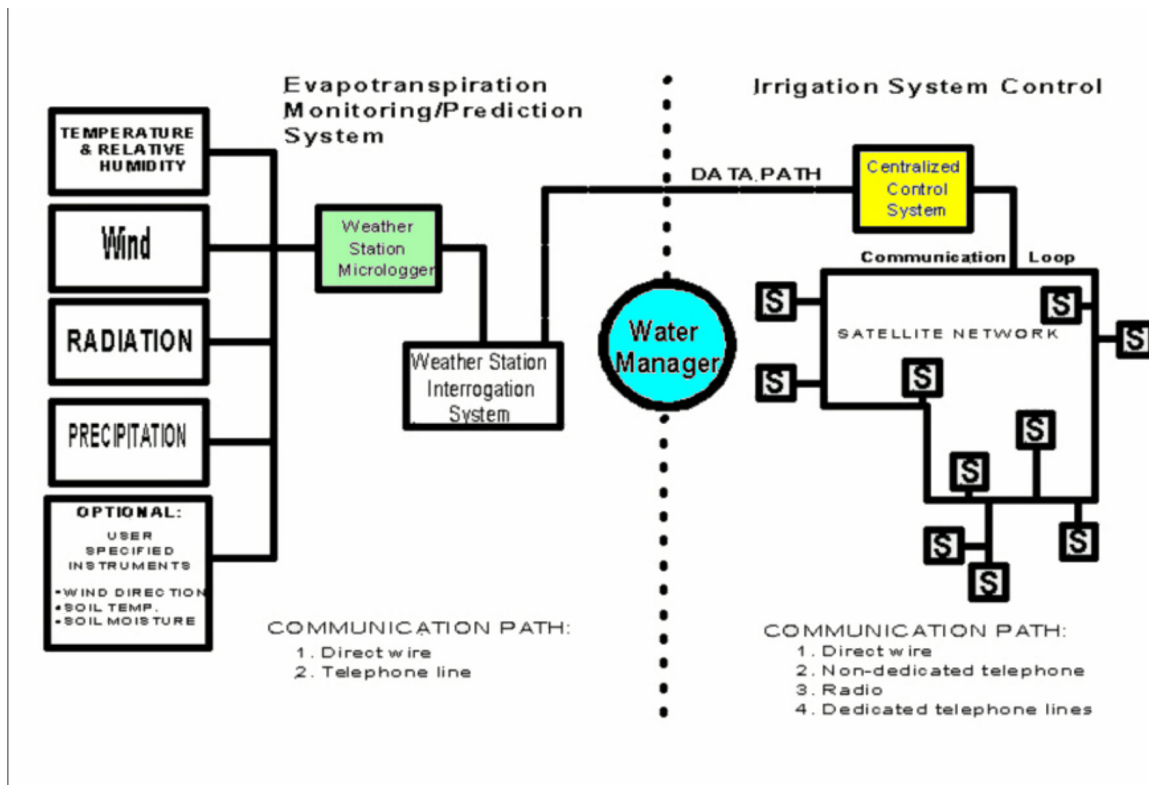 Evapotranspiration
Monitoring/Prediction
System
Irrigation System Control
TEMPERATURE
& RELATIVE
HUMIDITY
Wind
RADIATION
PRECIPITATION
OPTIONAL:
USER
SPECIFIED
INSTRUMENTS
•WIND DIRECTION
•SOIL TEMP.
•SOIL MOISTURE
Weather
Station
Micrologger
Weather Station
Interrogation
System
DATA PATH
Water
Manager
Centralized
Control
System
Communication Loop
SATELLITE NETWORK
S
S
S
S
S
S
S
S
S
S
COMMUNICATION PATH:
1. Direct wire
2. Telephone line
COMMUNICATION PATH:
1. Direct wire
2. Non-dedicated telephone
3. Radio
4. Dedicated telephone lines